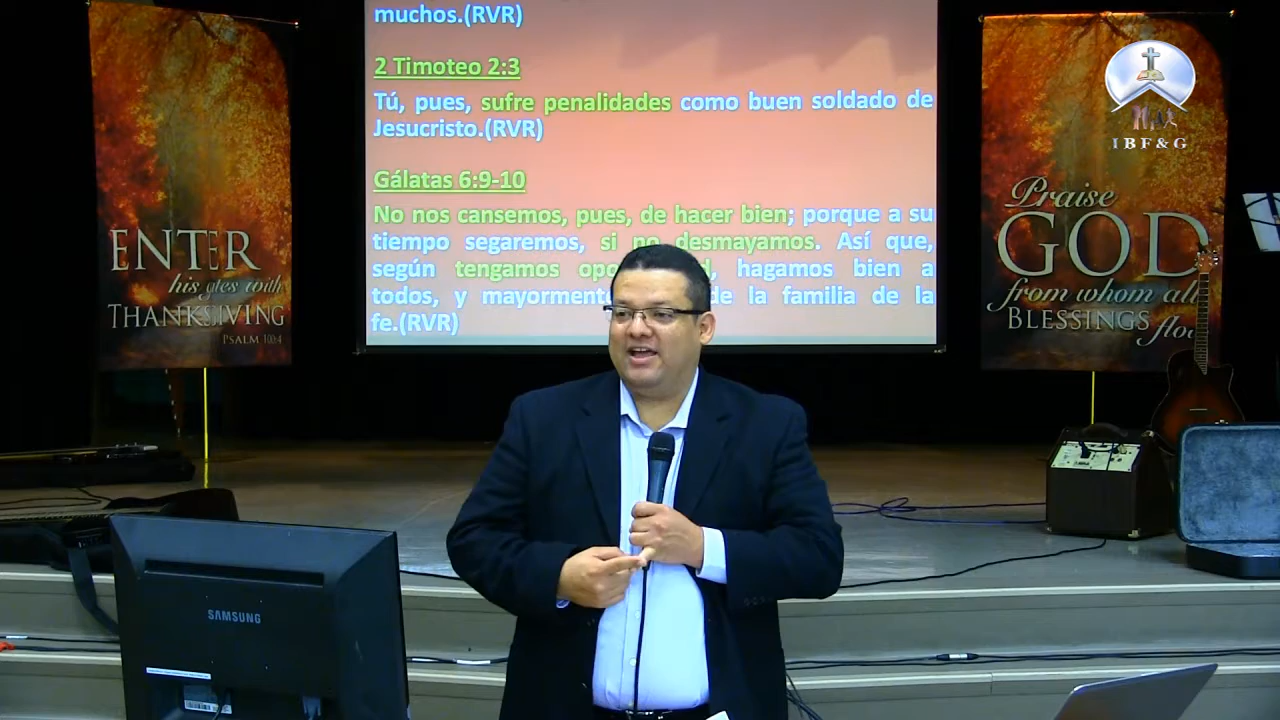 muchos.(RVR)
2 Timoteo 2:3
Tú, pues, sufre penalidades como buen soldado de
Jesucristo.(RVR)
Gálatas 6:9-10
No nos cansemos, pues, de hacer bien; porque a su
tiempo segaremos, si no desmayamos. Así que,
según tengamos, hagamos bien a
todos, y de la familia de la
fe.(RVR)
ENTER
his gates with
THANKSGIVING
PSALM 100:4
IBF&G
Praise
GOD
from whom all
BLESSINGS flow
SAMSUNG